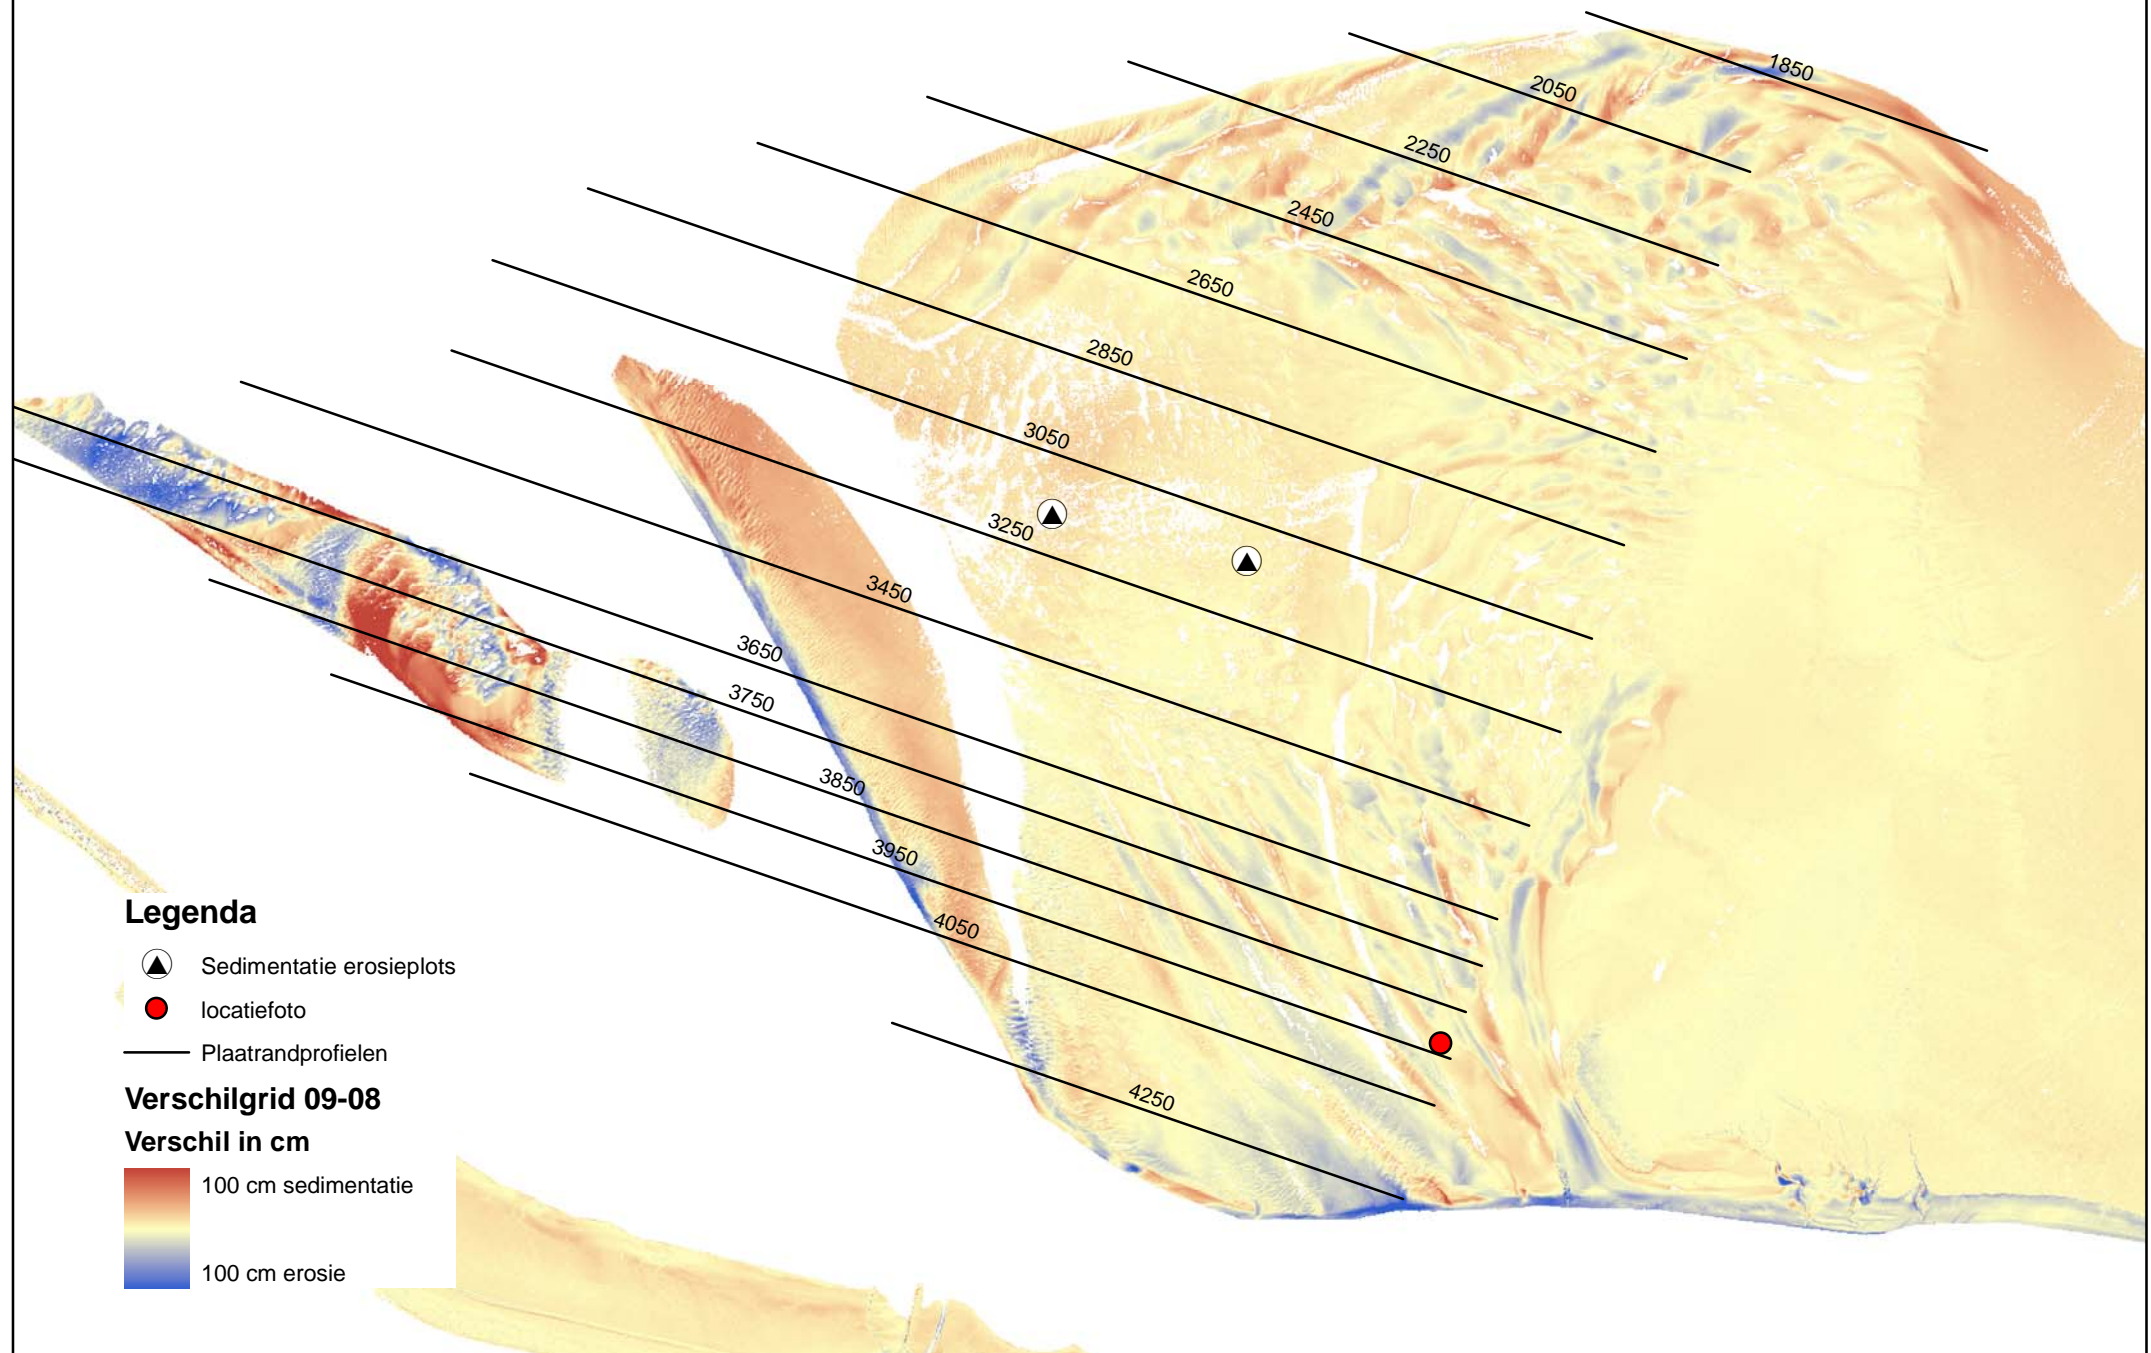 1850
2050
2250
2450
2650
2850
3050
3250
3450
3650
3750
3850
3950
4050
4250
Legenda
Sedimentatie erosieplots
locatiefoto
Plaatrandprofielen
Verschilgrid 09-08
Verschil in cm
100 cm sedimentatie
100 cm erosie